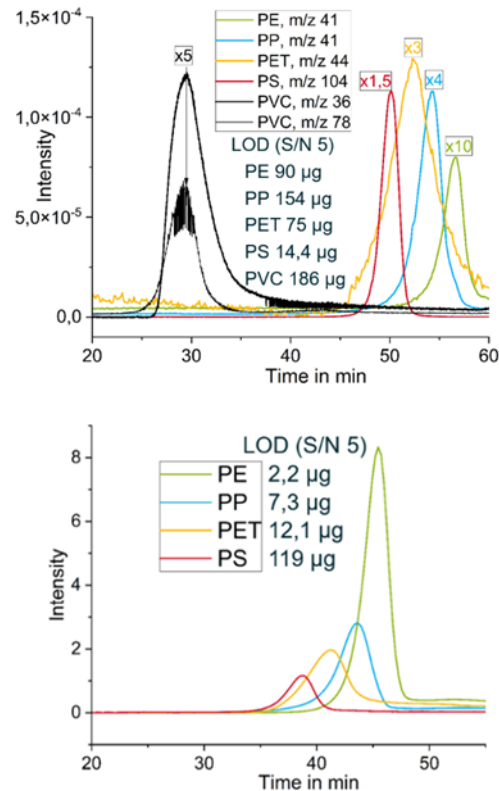 1,5×10⁻⁴
1,0×10⁻⁴
5,0×10⁻⁵
0,0
Intensity
x5
PE, m/z 41
PP, m/z 41
PET, m/z 44
PS, m/z 104
PVC, m/z 36
PVC, m/z 78
LOD (S/N 5)
PE 90 µg
PP 154 µg
PET 75 µg
PS 14,4 µg
PVC 186 µg
x3
x1,5
x4
x10
20 30 40 50 60
Time in min
LOD (S/N 5)
PE 2,2 µg
PP 7,3 µg
PET 12,1 µg
PS 119 µg
8
6
4
2
0
Intensity
20 30 40 50
Time in min